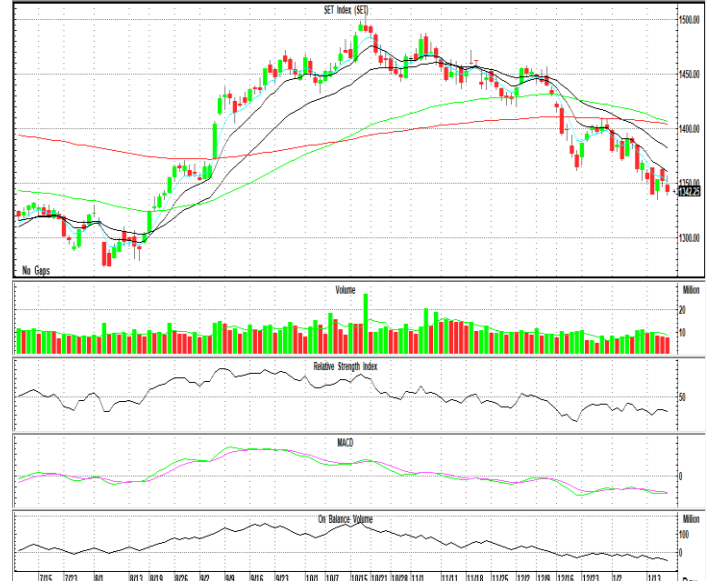 SET Index (SET)
1500.00
1450.00
1400.00
1350.00
1342.25
1300.00
No Gaps
Volume
Million
20
10
Relative Strength Index
50
MACD
0
On Balance Volume
Million
100
0
7/15 7/23 8/1 8/13 8/19 8/26 9/2 9/9 9/16 9/23 10/1 10/7 10/15 10/21 10/28 11/1 11/11 11/18 11/25 12/2 12/9 12/16 12/23 1/13